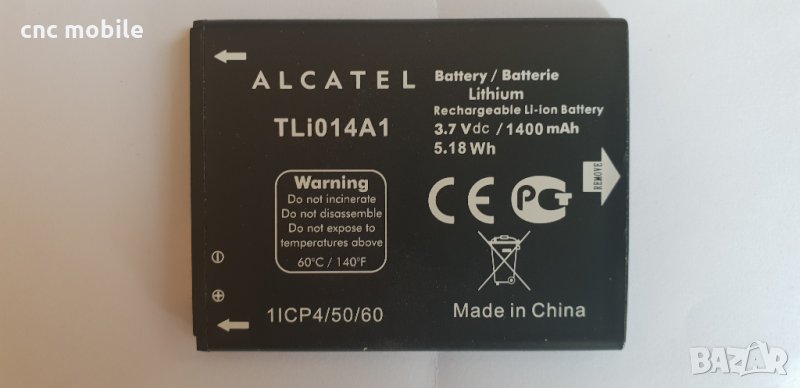 cnc mobile
ALCATEL
TLi014A1
Battery / Batterie
Lithium
Rechargeable Li-ion Battery
3.7 Vdc / 1400 mAh
5.18 Wh
REMOVE
Warning
Do not incinerate
Do not disassemble
Do not expose to
temperatures above
60°C / 140°F
CE
РСТ
1ICP4/50/60
Made in China
BAZAR